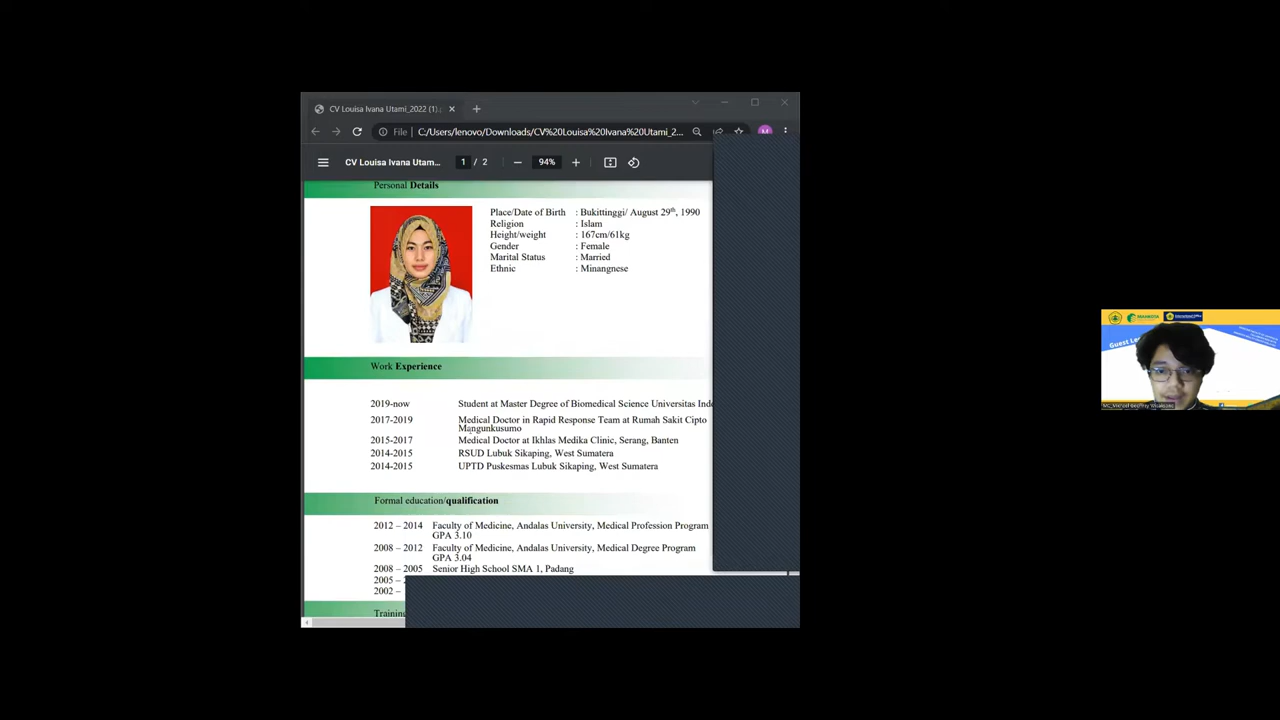 CV Louisa Ivana Utami_2022 (1).
File
C:/Users/lenovo/Downloads/CV%20Louisa%20Ivana%20Utami_2...
M
CV Louisa Ivana Utam...
1 / 2
94%
Personal Details
Place/Date of Birth : Bukittinggi/ August 29th, 1990
Religion : Islam
Height/weight : 167cm/61kg
Gender : Female
Marital Status : Married
Ethnic : Minangnese
Work Experience
2019-now Student at Master Degree of Biomedical Science Universitas Indo
2017-2019 Medical Doctor in Rapid Response Team at Rumah Sakit Cipto
Mangunkusumo
2015-2017 Medical Doctor at Ikhlas Medika Clinic, Serang, Banten
2014-2015 RSUD Lubuk Sikaping, West Sumatera
2014-2015 UPTD Puskesmas Lubuk Sikaping, West Sumatera
Formal education/qualification
2012 – 2014 Faculty of Medicine, Andalas University, Medical Profession Program
GPA 3.10
2008 – 2012 Faculty of Medicine, Andalas University, Medical Degree Program
GPA 3.04
2008 – 2005 Senior High School SMA 1, Padang
2005 –
2002 –
Training
Guest Le